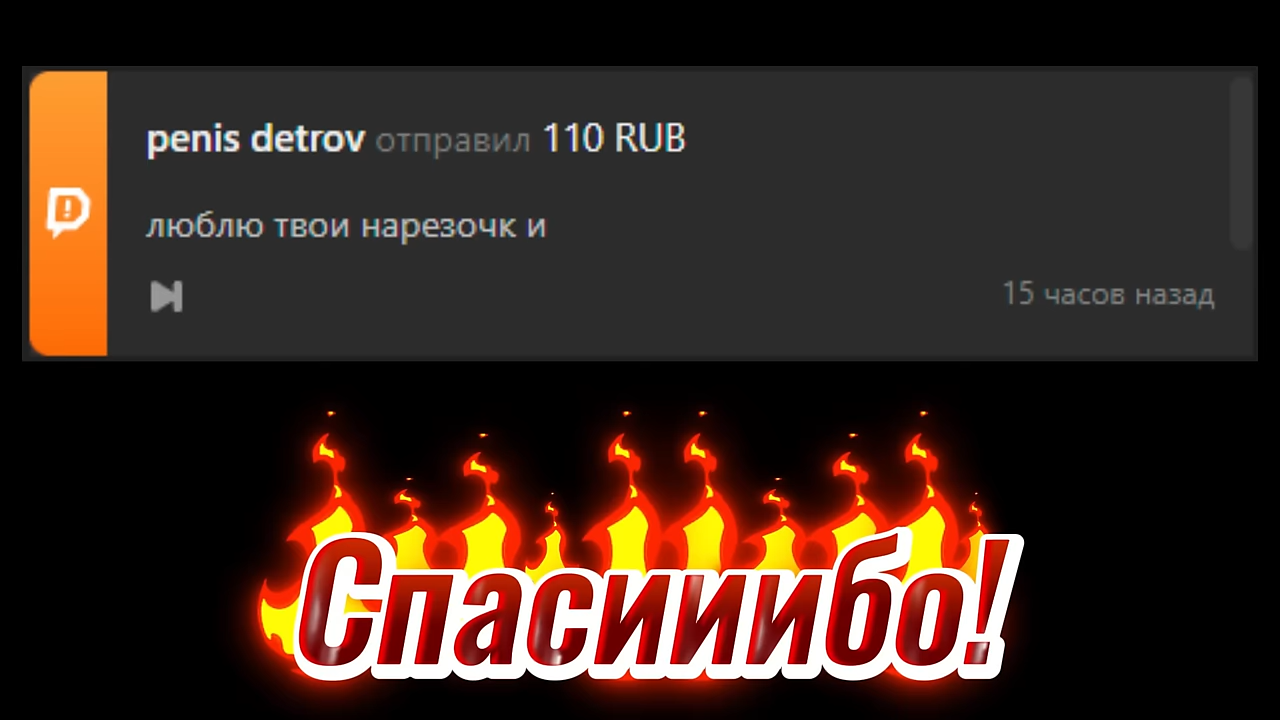 penis detrov отправил 110 RUB
люблю твои нарезочк и
15 часов назад
Спасииибо!